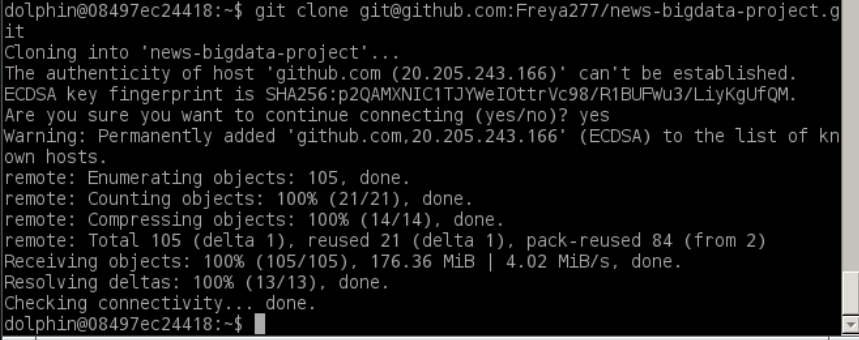 dolphin@08497ec24418:~$ git clone git@github.com:Freya277/news-bigdata-project.g
it
Cloning into 'news-bigdata-project'...
The authenticity of host 'github.com (20.205.243.166)' can't be established.
ECDSA key fingerprint is SHA256:p2QAMXNIC1TJYWeIOttrVc98/R1BUFWu3/LiyKgUfQM.
Are you sure you want to continue connecting (yes/no)? yes
Warning: Permanently added 'github.com,20.205.243.166' (ECDSA) to the list of kn
own hosts.
remote: Enumerating objects: 105, done.
remote: Counting objects: 100% (21/21), done.
remote: Compressing objects: 100% (14/14), done.
remote: Total 105 (delta 1), reused 21 (delta 1), pack-reused 84 (from 2)
Receiving objects: 100% (105/105), 176.36 MiB | 4.02 MiB/s, done.
Resolving deltas: 100% (13/13), done.
Checking connectivity... done.
dolphin@08497ec24418:~$